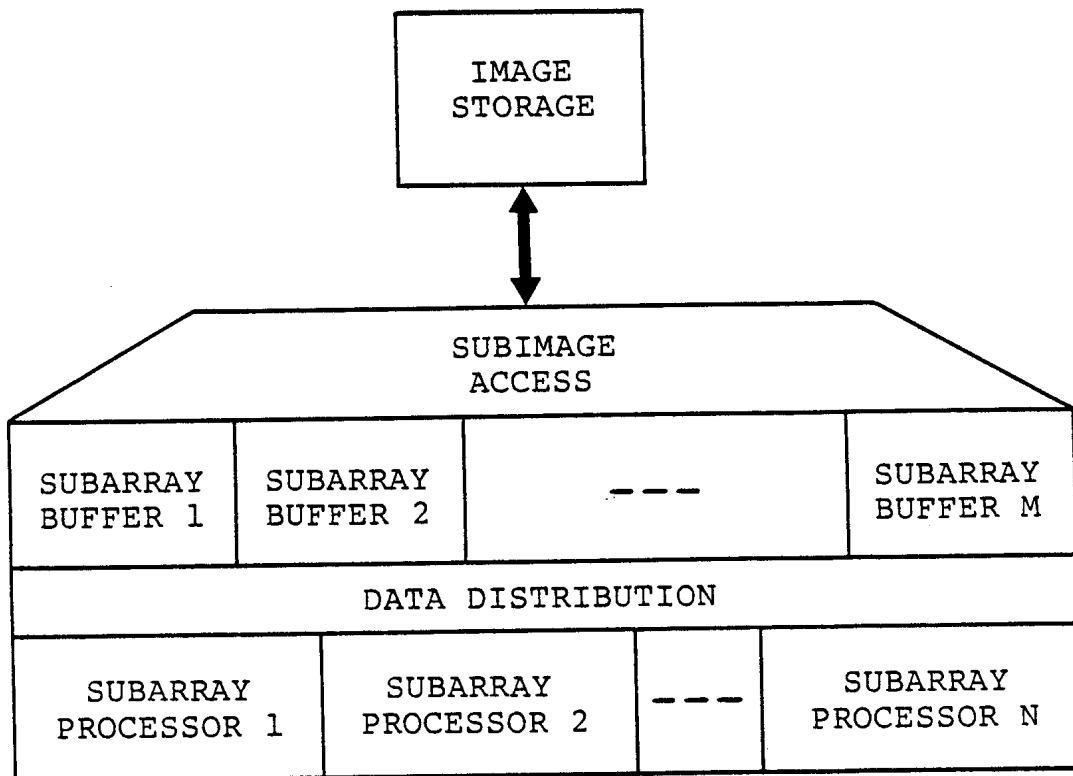 IMAGE
STORAGE
SUBIMAGE
ACCESS
SUBARRAY
BUFFER 1
SUBARRAY
BUFFER 2
---
SUBARRAY
BUFFER M
DATA DISTRIBUTION
SUBARRAY
PROCESSOR 1
SUBARRAY
PROCESSOR 2
---
SUBARRAY
PROCESSOR N